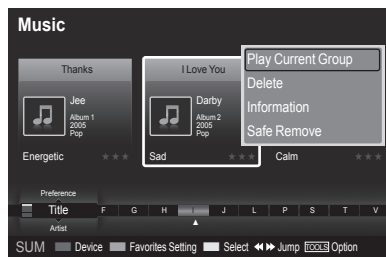 Music
Thanks
Jee
Album 1
2005
Pop
Energetic ★★★
I Love You
Darby
Album 2
2005
Pop
Sad ★★★
Calm ★★★
Play Current Group
Delete
Information
Safe Remove
Preference
Title F G H I J L P S T V
Artist
SUM Device Favorites Setting Select ◀◀ ▶▶ Jump TOOLS Option